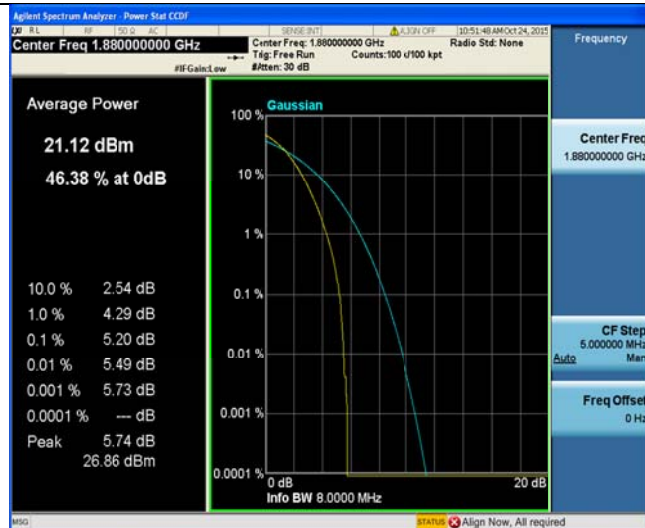 Agilent Spectrum Analyzer - Power Stat CCDF
RL RF 50 Ω AC SENSE:INT ALIGN OFF 10:51:48 AM Oct 24, 2015
Center Freq 1.880000000 GHz
Center Freq: 1.880000000 GHz Radio Std: None
Trig: Free Run Counts:100 k/100 kpt
#IFGain:Low #Atten: 30 dB
Frequency
Average Power
21.12 dBm
46.38 % at 0dB
10.0 % 2.54 dB
1.0 % 4.29 dB
0.1 % 5.20 dB
0.01 % 5.49 dB
0.001 % 5.73 dB
0.0001 % --- dB
Peak 5.74 dB
26.86 dBm
Gaussian
100 %
10 %
1 %
0.1 %
0.01 %
0.001 %
0.0001 %
0 dB 20 dB
Info BW 8.0000 MHz
Center Freq
1.880000000 GHz
CF Step
5.000000 MHz
Auto Man
Freq Offset
0 Hz
MSG STATUS Align Now, All required